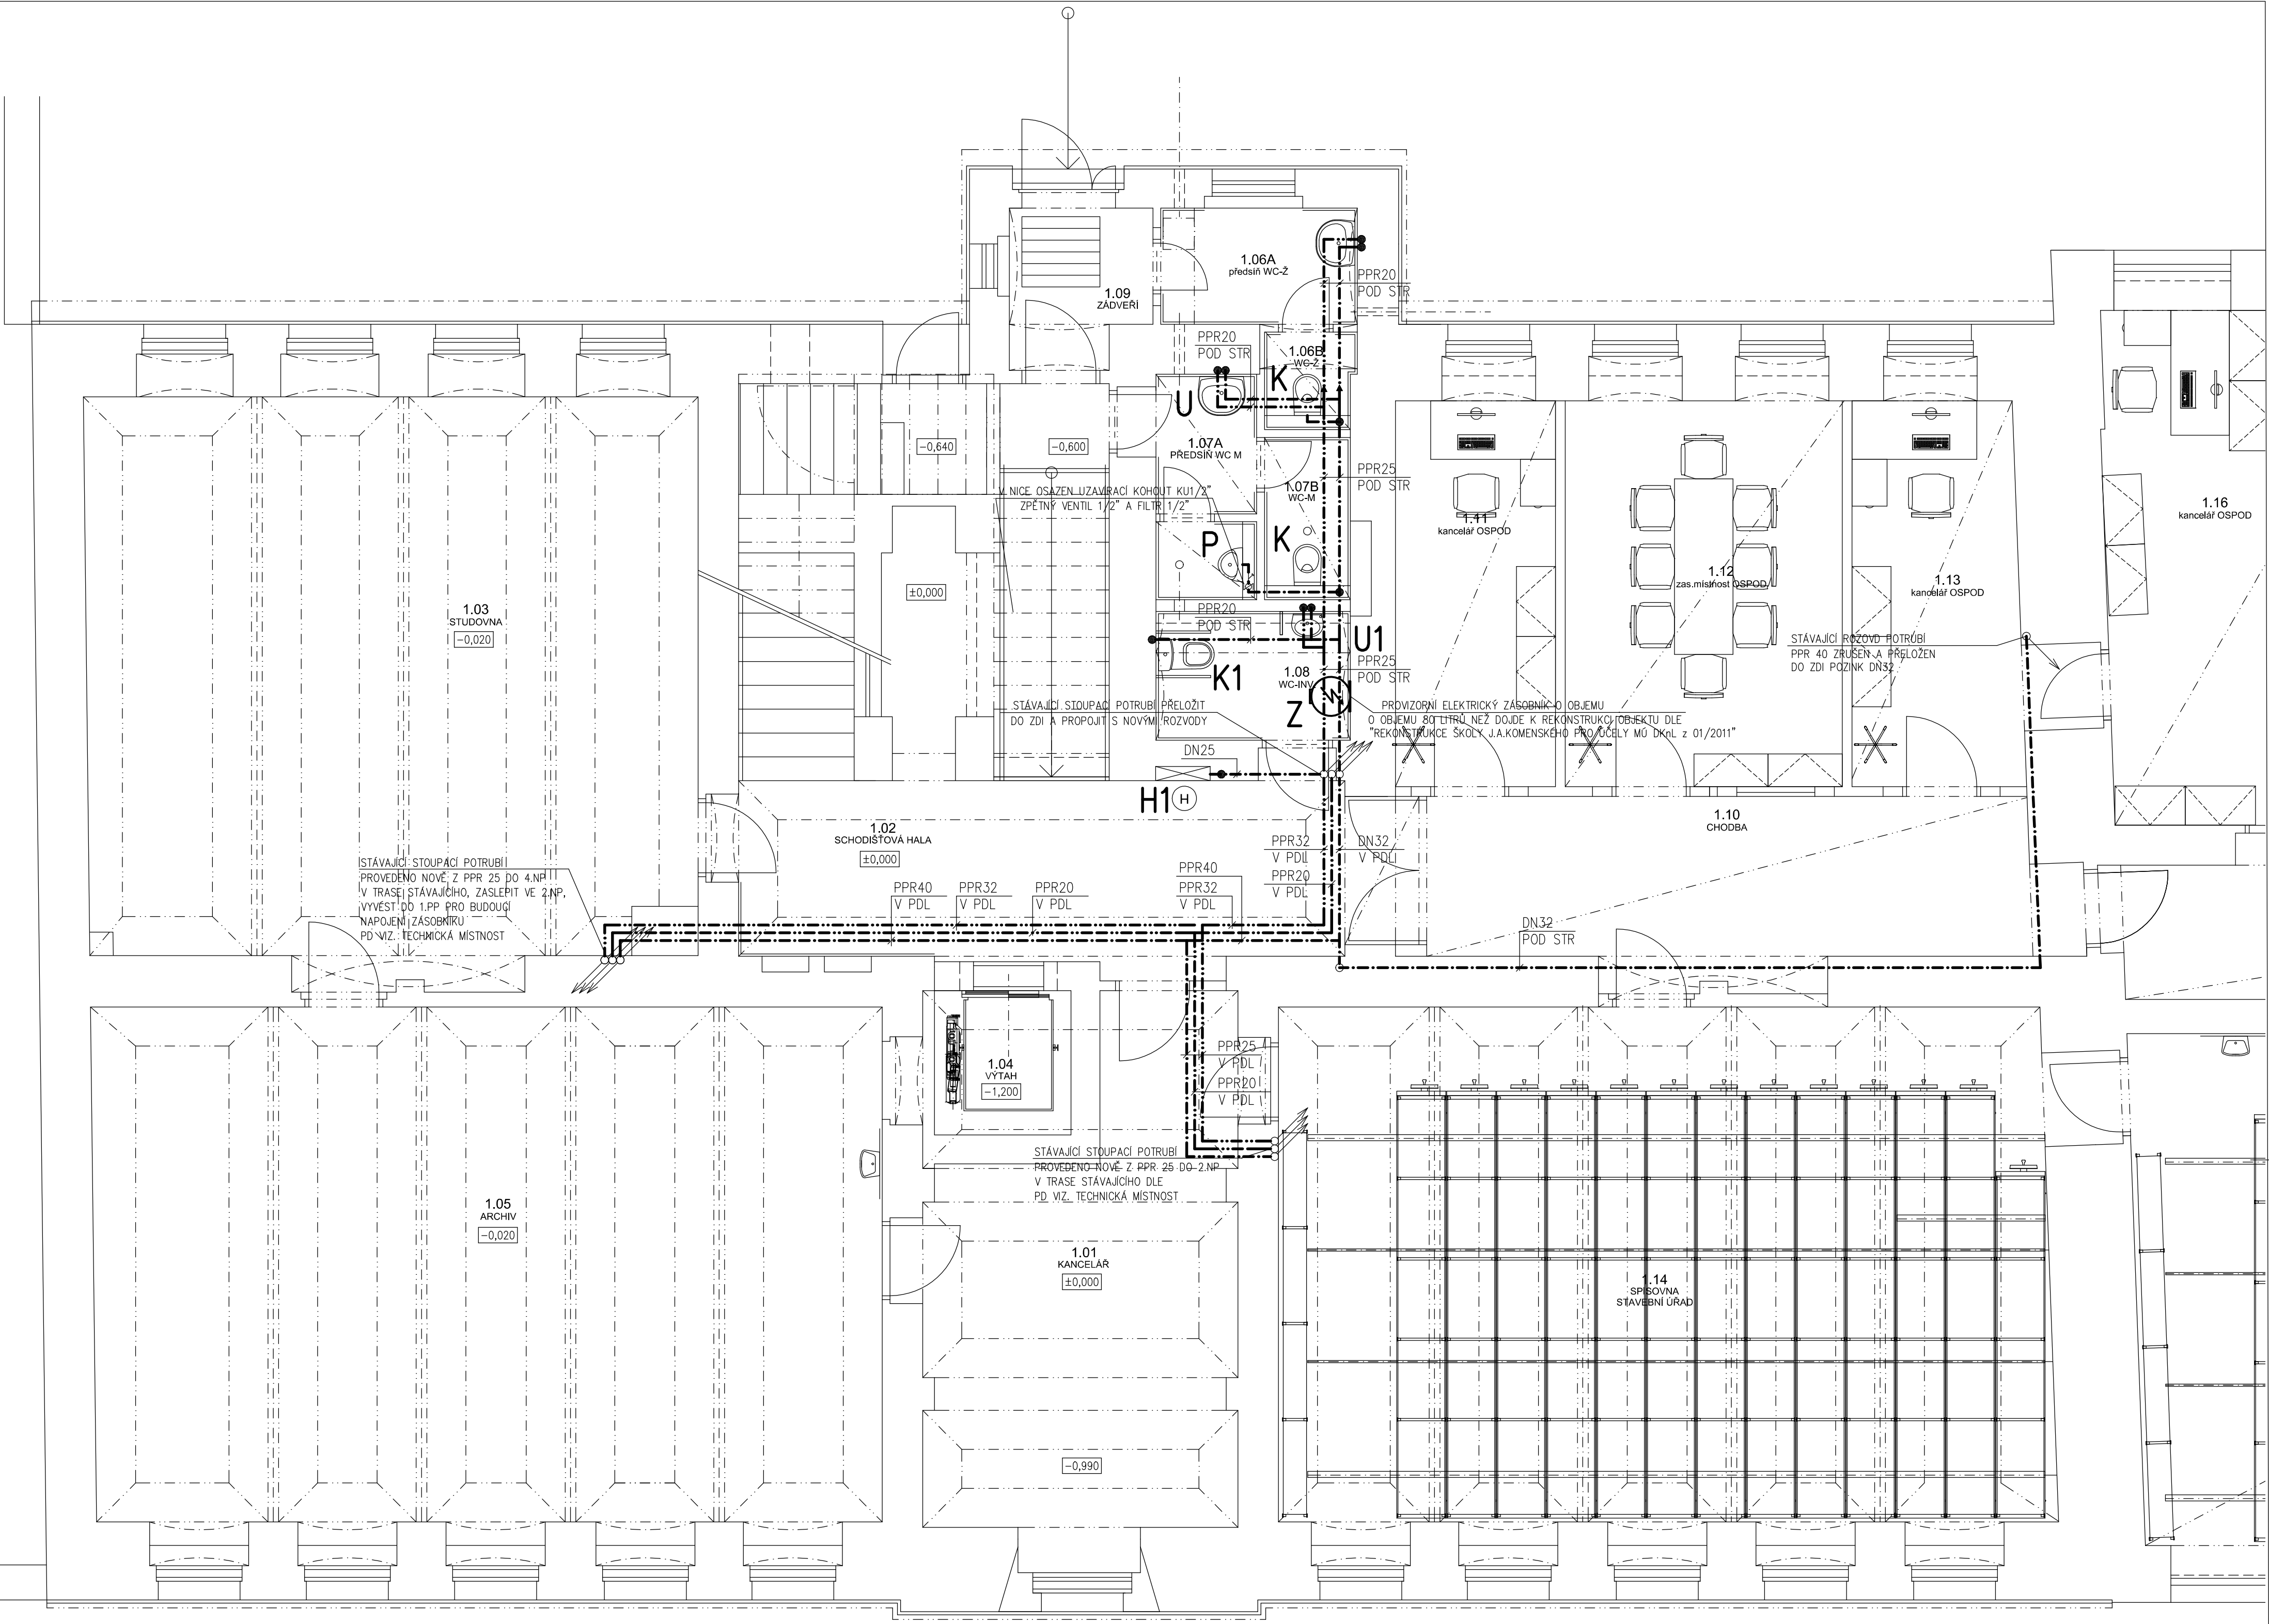 1.06A
předsíň WC-Ž
PPR20
POD STR
1.09
ZÁDVEŘÍ
PPR20
POD STR
1.06B
WC-Ž
K
U
-0,640
-0,600
1.07A
PŘEDSÍŇ WC M
PPR25
POD STR
V NICE OSAZEN UZAVÍRACÍ KOHOUT KU1/2"
ZPĚTNÝ VENTIL 1/2" A FILTR 1/2"
1.07B
WC-M
1.11
kancelář OSPOD
1.16
kancelář OSPOD
P
K
1.12
zas.místnost OSPOD
1.13
kancelář OSPOD
±0,000
1.03
STUDOVNA
-0,020
PPR20
POD STR
U1
STÁVAJÍCÍ ROZOVD POTRUBÍ
PPR 40 ZRUŠEN A PŘELOŽEN
DO ZDI POZINK DN32
PPR25
POD STR
K1
1.08
WC-INV
Z
STÁVAJÍCÍ STOUPACÍ POTRUBÍ PŘELOŽIT
DO ZDI A PROPOJIT S NOVÝMI ROZVODY
PROVIZORNÍ ELEKTRICKÝ ZÁSOBNÍK O OBJEMU
O OBJEMU 80 LITRŮ NEŽ DOJDE K REKONSTRUKCI OBJEKTU DLE
"REKONSTRUKCE ŠKOLY J.A.KOMENSKÉHO PRO ÚČELY MÚ DKnL z 01/2011"
DN25
H1
H
1.10
CHODBA
1.02
SCHODIŠŤOVÁ HALA
±0,000
PPR32
V PDL
DN32
V PDL
PPR20
V PDL
STÁVAJÍCÍ STOUPACÍ POTRUBÍ
PROVEDENO NOVĚ Z PPR 25 DO 4.NP
V TRASE STÁVAJÍCÍHO, ZASLEPIT VE 2.NP,
VYVÉST DO 1.PP PRO BUDOUCÍ
NAPOJENÍ ZÁSOBNÍKU
PD VIZ. TECHNICKÁ MÍSTNOST
PPR40
V PDL
PPR32
V PDL
PPR20
V PDL
PPR40
PPR32
V PDL
DN32
POD STR
PPR25
V PDL
PPR20
V PDL
1.04
VÝTAH
-1,200
STÁVAJÍCÍ STOUPACÍ POTRUBÍ
PROVEDENO NOVĚ Z PPR 25 DO 2.NP
V TRASE STÁVAJÍCÍHO DLE
PD VIZ. TECHNICKÁ MÍSTNOST
1.05
ARCHIV
-0,020
1.01
KANCELÁŘ
±0,000
1.14
SPISOVNA
STAVEBNÍ ÚŘAD
-0,990